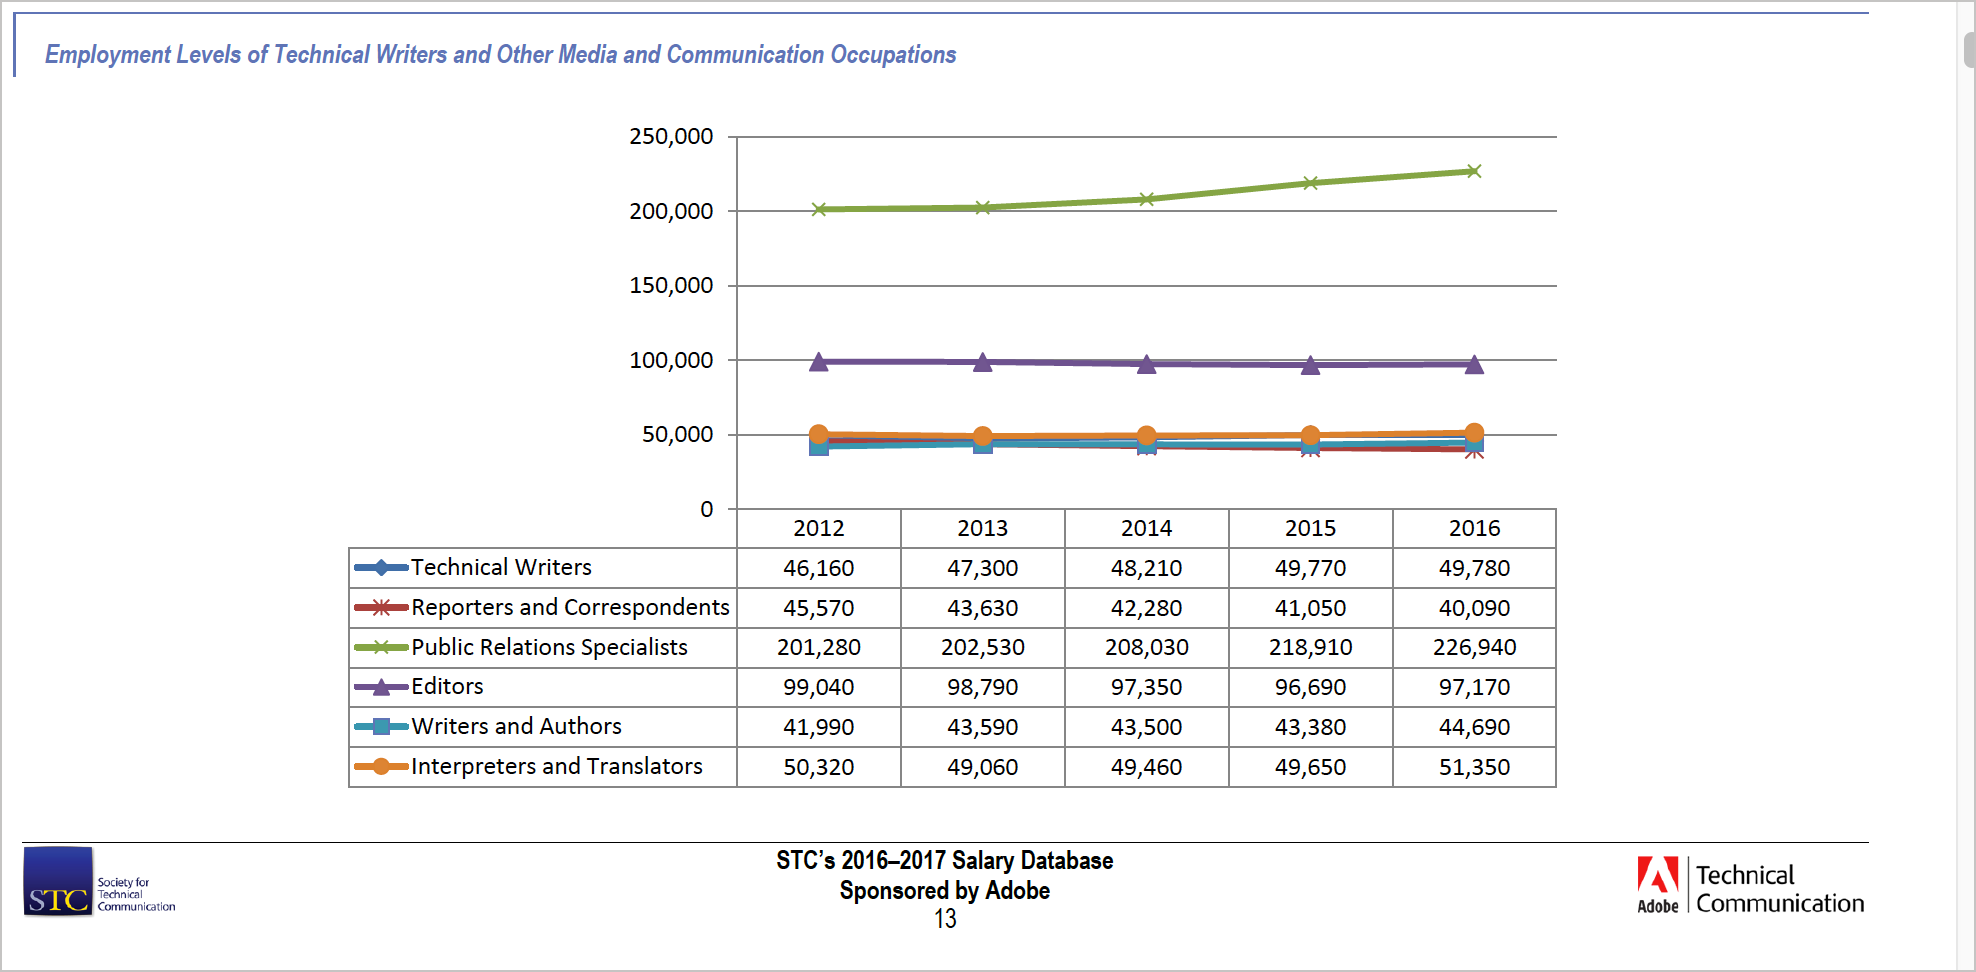 Employment Levels of Technical Writers and Other Media and Communication Occupations
250,000
200,000
150,000
100,000
50,000
0
2012 2013 2014 2015 2016
Technical Writers 46,160 47,300 48,210 49,770 49,780
Reporters and Correspondents 45,570 43,630 42,280 41,050 40,090
Public Relations Specialists 201,280 202,530 208,030 218,910 226,940
Editors 99,040 98,790 97,350 96,690 97,170
Writers and Authors 41,990 43,590 43,500 43,380 44,690
Interpreters and Translators 50,320 49,060 49,460 49,650 51,350
STC
Society for
Technical
Communication
STC’s 2016–2017 Salary Database
Sponsored by Adobe
13
Adobe
Technical
Communication